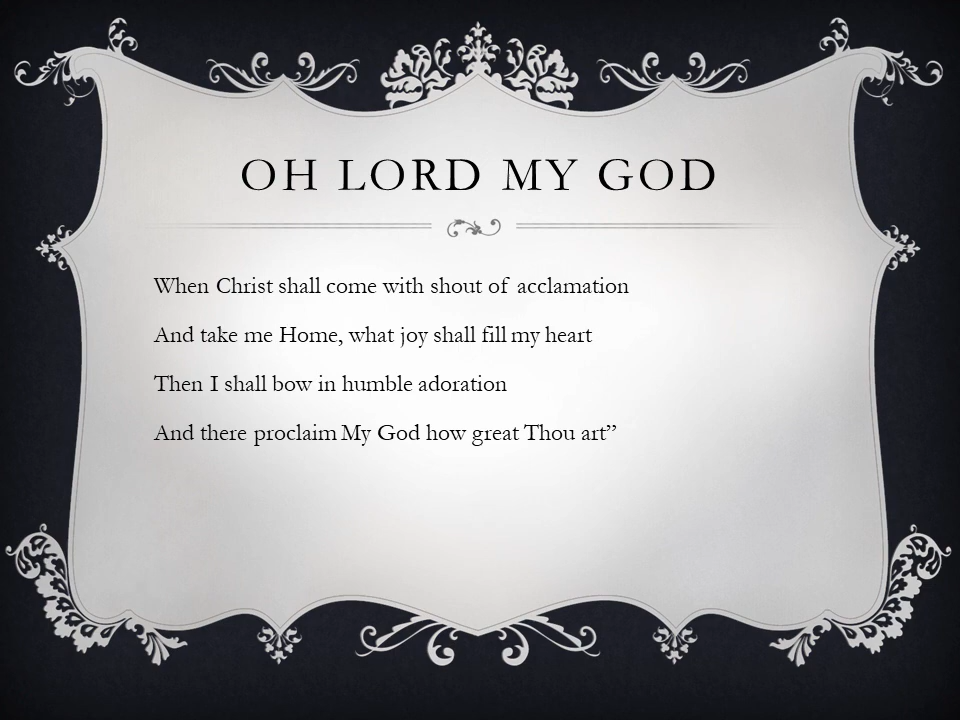 OH LORD MY GOD
When Christ shall come with shout of acclamation
And take me Home, what joy shall fill my heart
Then I shall bow in humble adoration
And there proclaim My God how great Thou art”